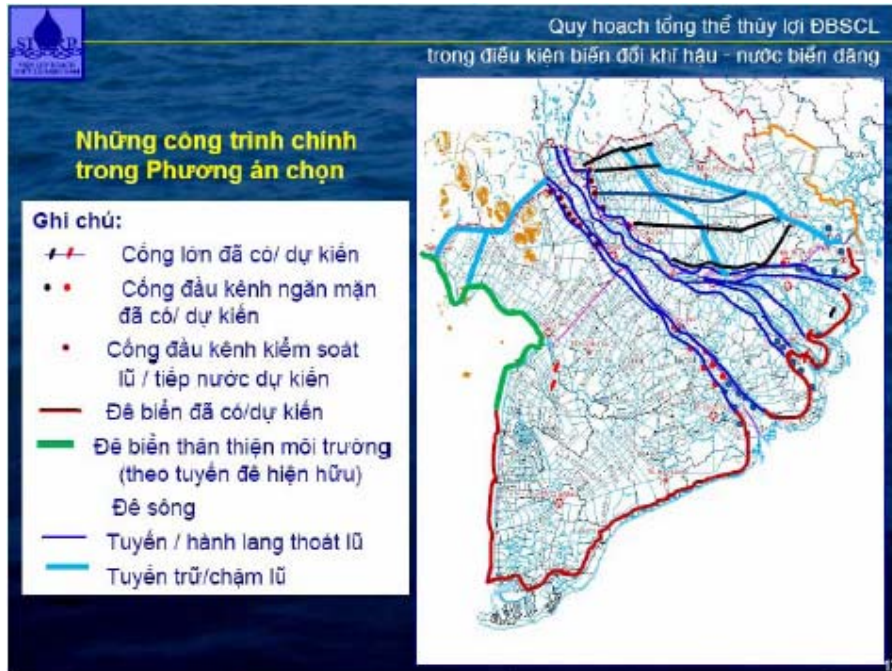 Quy hoạch tổng thể thủy lợi ĐBSCL
trong điều kiện biến đổi khí hậu - nước biển dâng
Những công trình chính
trong Phương án chọn
Ghi chú:
Cống lớn đã có/ dự kiến
Cống đầu kênh ngăn mặn
đã có/ dự kiến
Cống đầu kênh kiểm soát
lũ / tiếp nước dự kiến
Đê biển đã có/dự kiến
Đê biển thân thiện môi trường
(theo tuyến đê hiện hữu)
Đê sông
Tuyến / hành lang thoát lũ
Tuyến trữ/chậm lũ